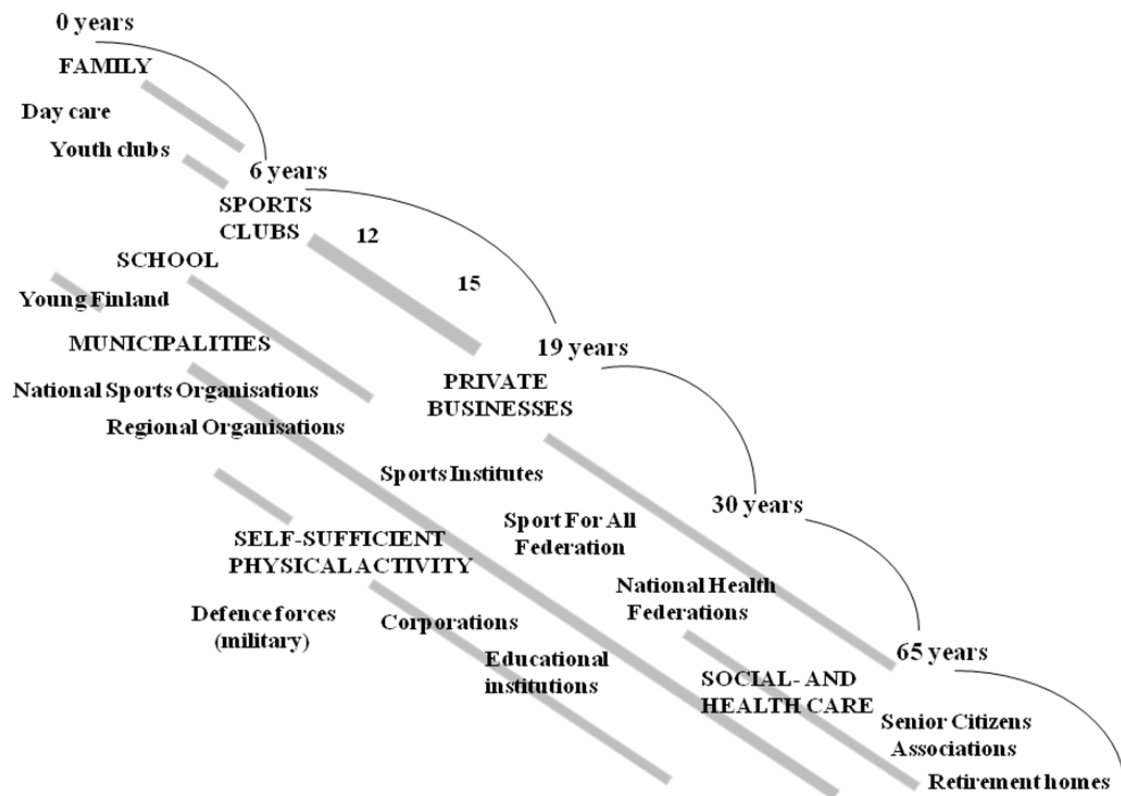 0 years
FAMILY
Day care
Youth clubs
6 years
SPORTS
CLUBS
12
SCHOOL
15
Young Finland
MUNICIPALITIES
19 years
PRIVATE
BUSINESSES
National Sports Organisations
Regional Organisations
Sports Institutes
30 years
Sport For All
Federation
SELF-SUFFICIENT
PHYSICAL ACTIVITY
National Health
Federations
Defence forces
(military)
Corporations
Educational
institutions
65 years
SOCIAL- AND
HEALTH CARE
Senior Citizens
Associations
Retirement homes